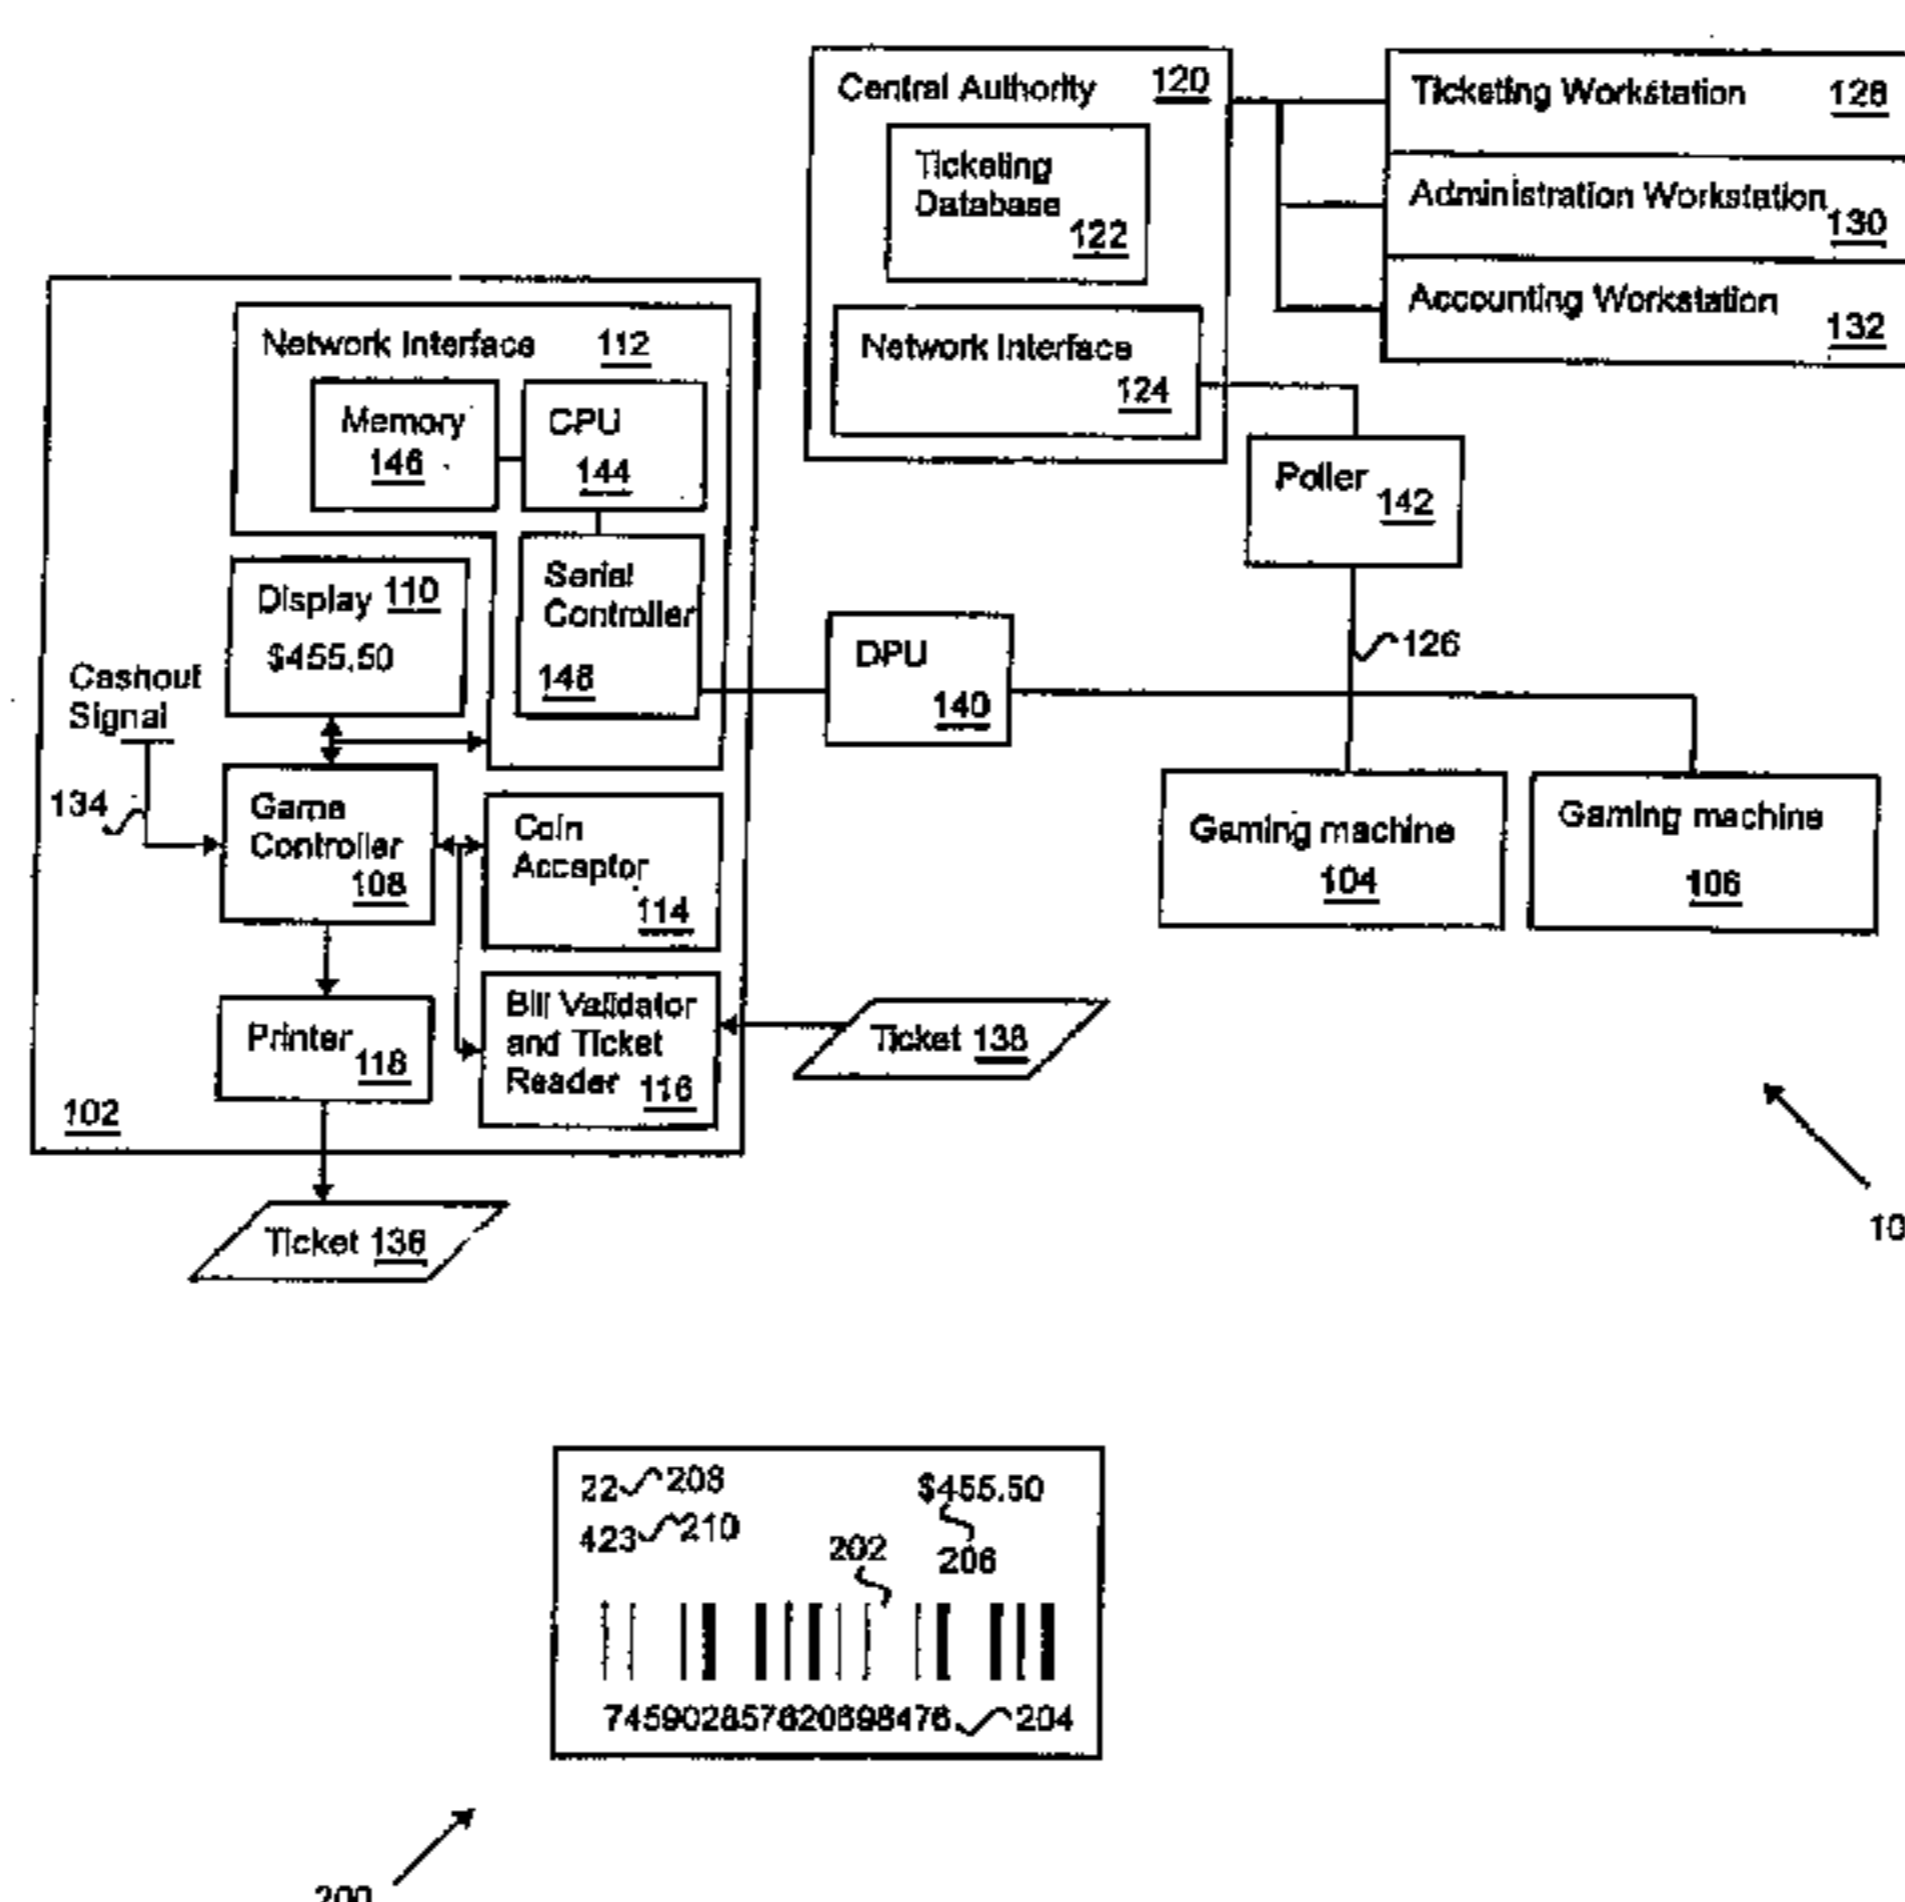 Central Authority 120
Ticketing
Database
122
Network Interface
124
Ticketing Workstation 128
Administration Workstation
130
Accounting Workstation
132
Network Interface 112
Memory
146
CPU
144
Serial
Controller
148
Display 110
$455.50
Cashout
Signal
134
Game
Controller
108
Coin
Acceptor
114
Printer
118
Bill Validator
and Ticket
Reader 116
102
Ticket 136
Ticket 138
DPU
140
Poller
142
126
Gaming machine
104
Gaming machine
106
10
22 208
423 210
$455.50
206
202
745902857620698476 204
200